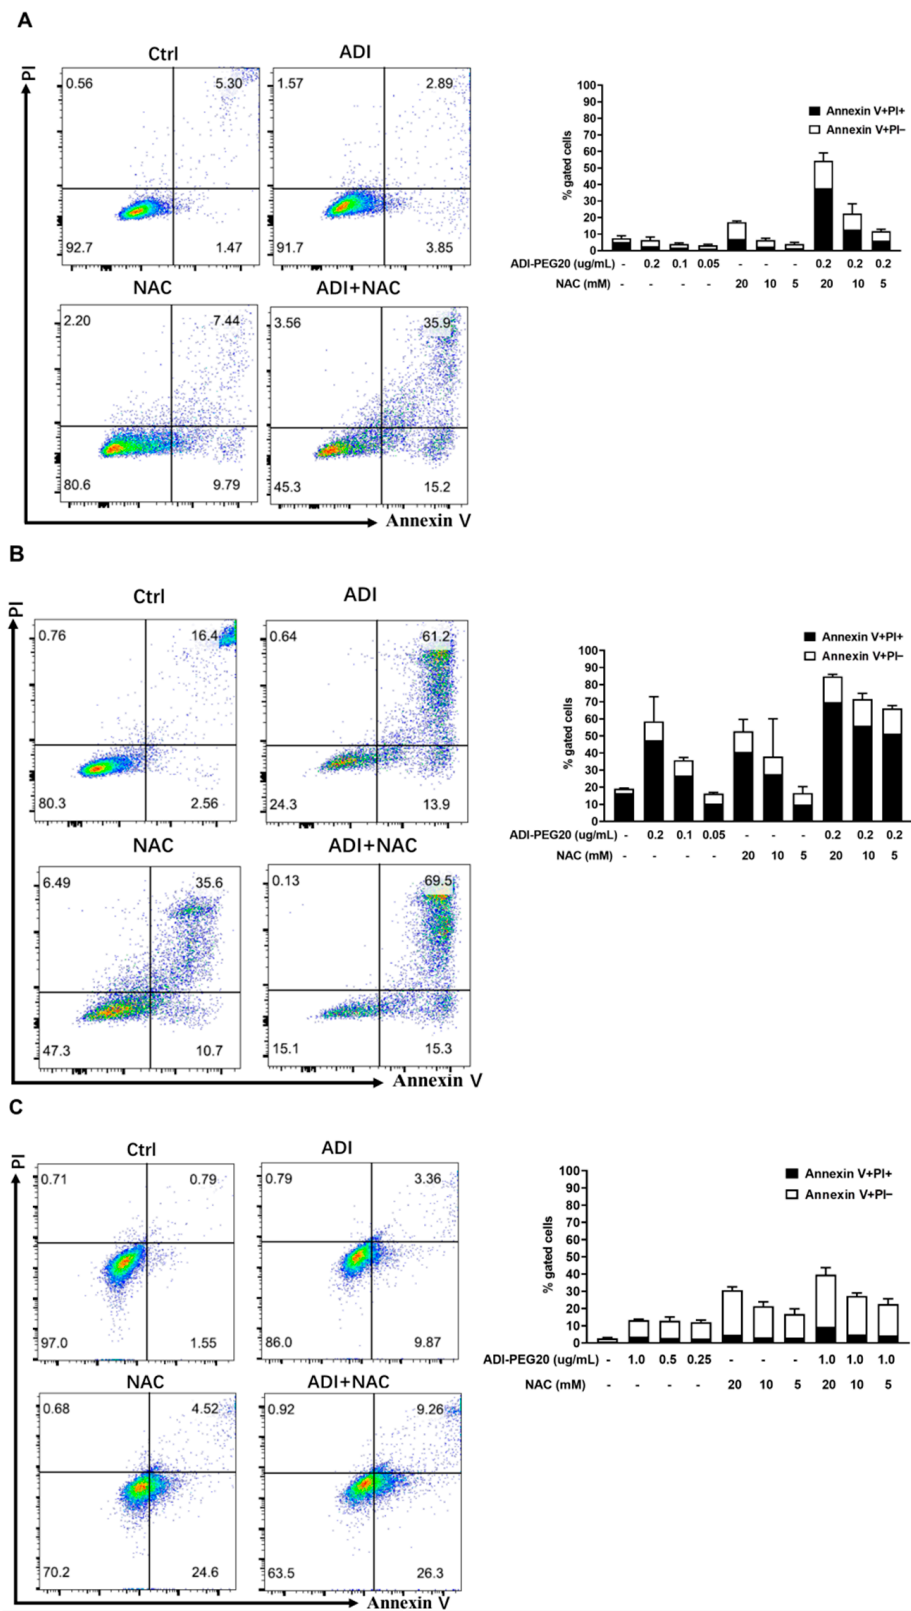 A
Ctrl
ADI
PI
0.56
5.30
1.57
2.89
92.7
1.47
91.7
3.85
NAC
ADI+NAC
2.20
7.44
3.56
35.9
80.6
9.79
45.3
15.2
Annexin V
100
90
80
70
60
50
40
30
20
10
0
% gated cells
Annexin V+PI+
Annexin V+PI−
ADI-PEG20 (ug/mL) - 0.2 0.1 0.05 - - - 0.2 0.2 0.2
NAC (mM) - - - - 20 10 5 20 10 5
B
Ctrl
ADI
PI
0.76
16.4
0.64
61.2
80.3
2.56
24.3
13.9
NAC
ADI+NAC
6.49
35.6
0.13
69.5
47.3
10.7
15.1
15.3
Annexin V
100
90
80
70
60
50
40
30
20
10
0
% gated cells
Annexin V+PI+
Annexin V+PI−
ADI-PEG20 (ug/mL) - 0.2 0.1 0.05 - - - 0.2 0.2 0.2
NAC (mM) - - - - 20 10 5 20 10 5
C
Ctrl
ADI
PI
0.71
0.79
0.79
3.36
97.0
1.55
86.0
9.87
NAC
ADI+NAC
0.68
4.52
0.92
9.26
70.2
24.6
63.5
26.3
Annexin V
100
90
80
70
60
50
40
30
20
10
0
% gated cells
Annexin V+PI+
Annexin V+PI−
ADI-PEG20 (ug/mL) - 1.0 0.5 0.25 - - - 1.0 1.0 1.0
NAC (mM) - - - - 20 10 5 20 10 5